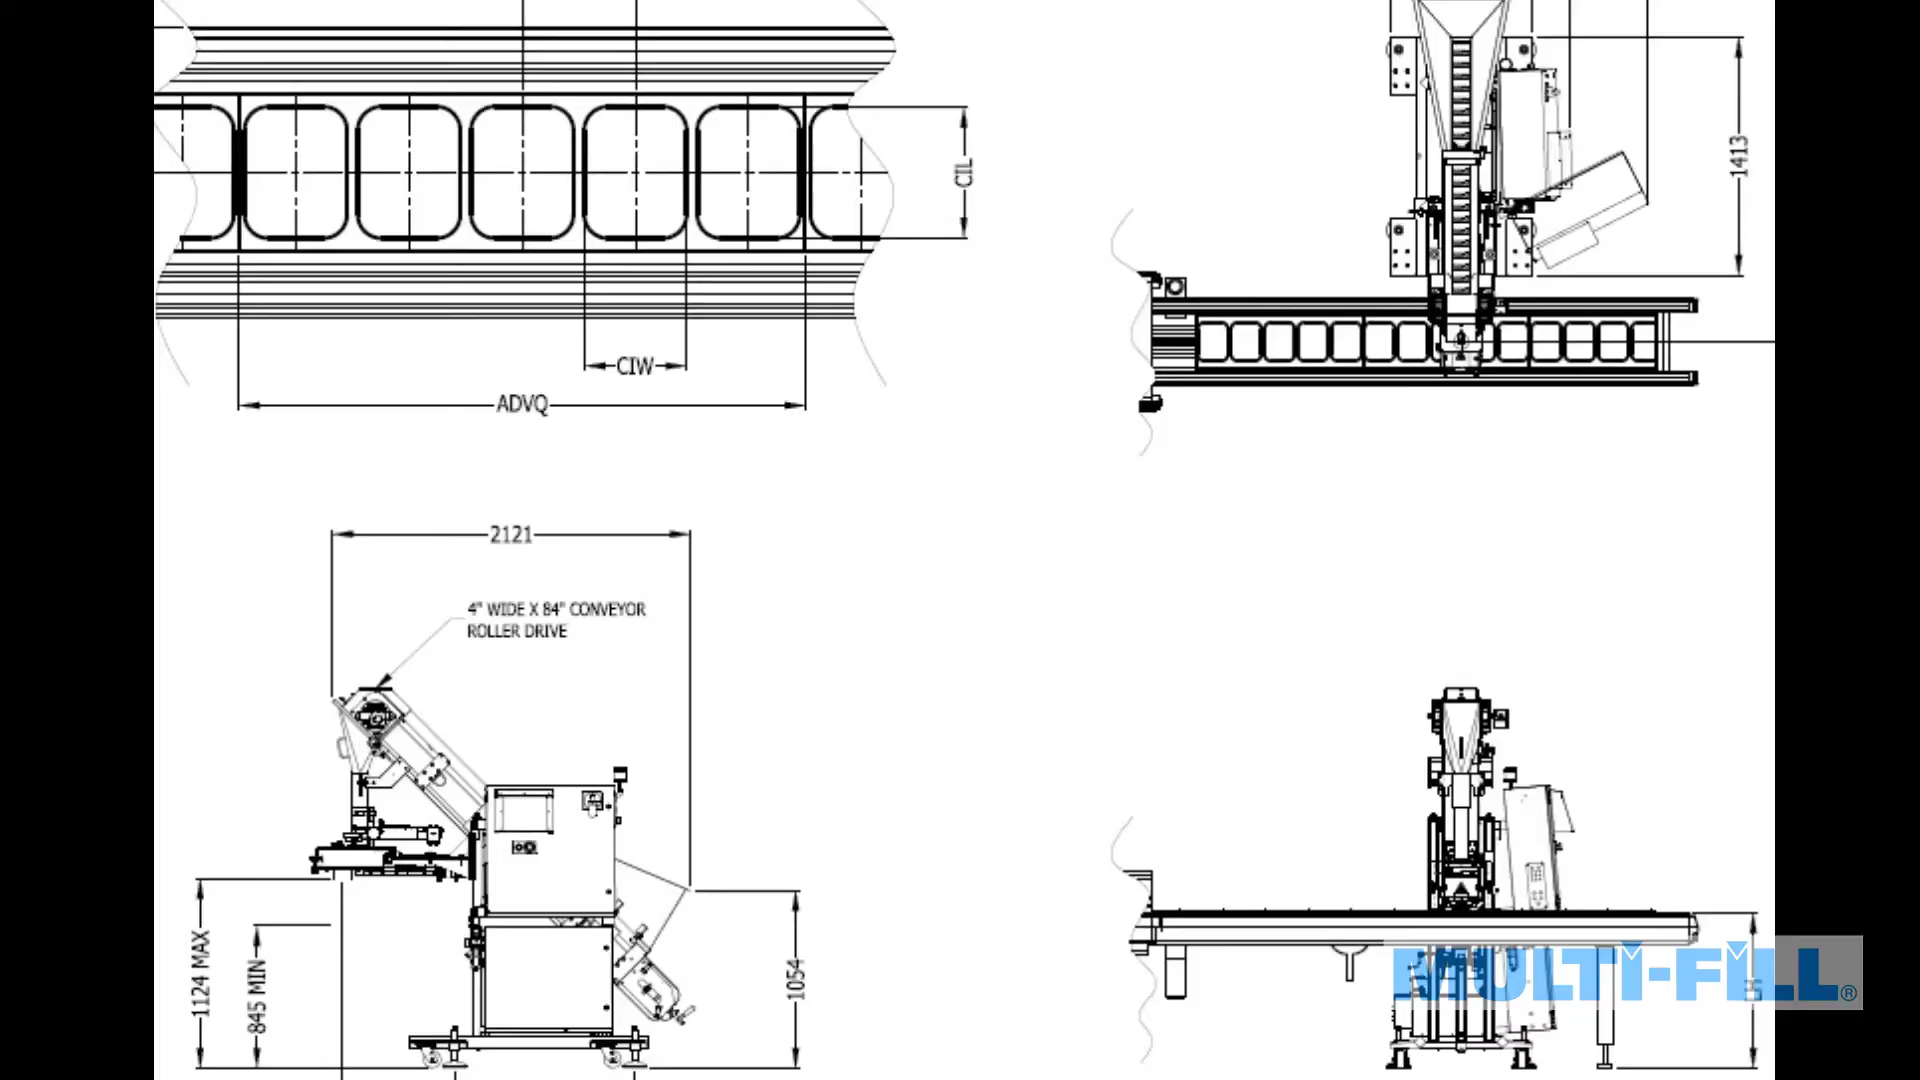 CIL
CIW
ADVQ
1413
2121
4" WIDE X 84" CONVEYOR
ROLLER DRIVE
1124 MAX
845 MIN
1054
MULTI-FILL®